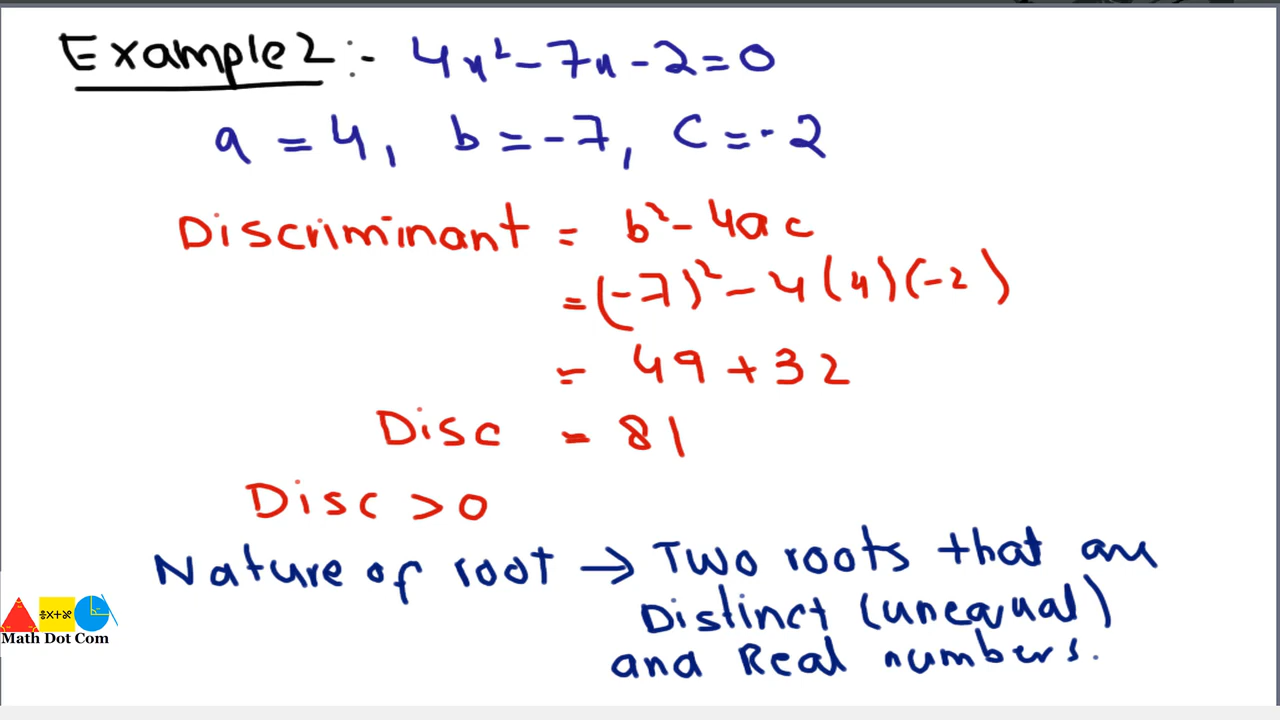 Example 2 :- 4x² - 7x - 2 = 0
a = 4, b = -7, c = -2
Discriminant = b² - 4ac
= (-7)² - 4(4)(-2)
= 49 + 32
Disc = 81
Disc > 0
Nature of root → Two roots that are
Distinct (unequal)
and Real numbers.
Math Dot Com